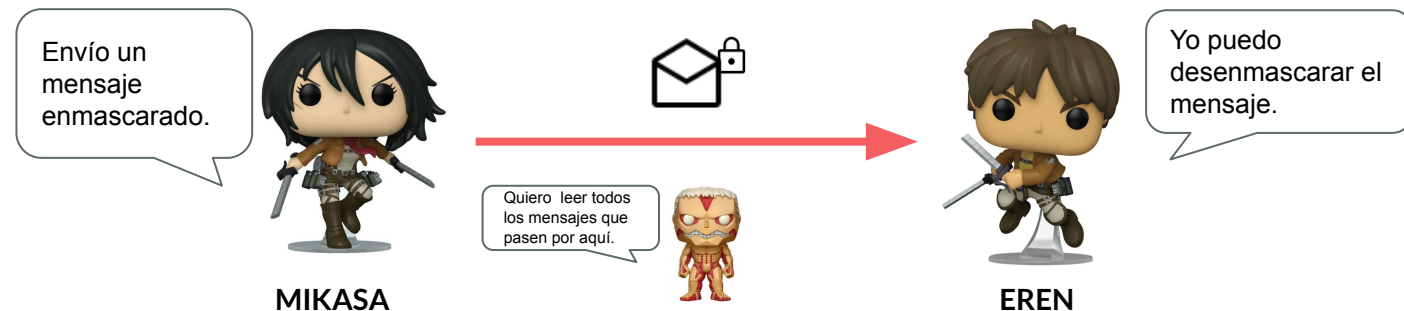 Envío un
mensaje
enmascarado.
Yo puedo
desenmascarar el
mensaje.
Quiero  leer todos
los mensajes que
pasen por aquí.
MIKASA
EREN